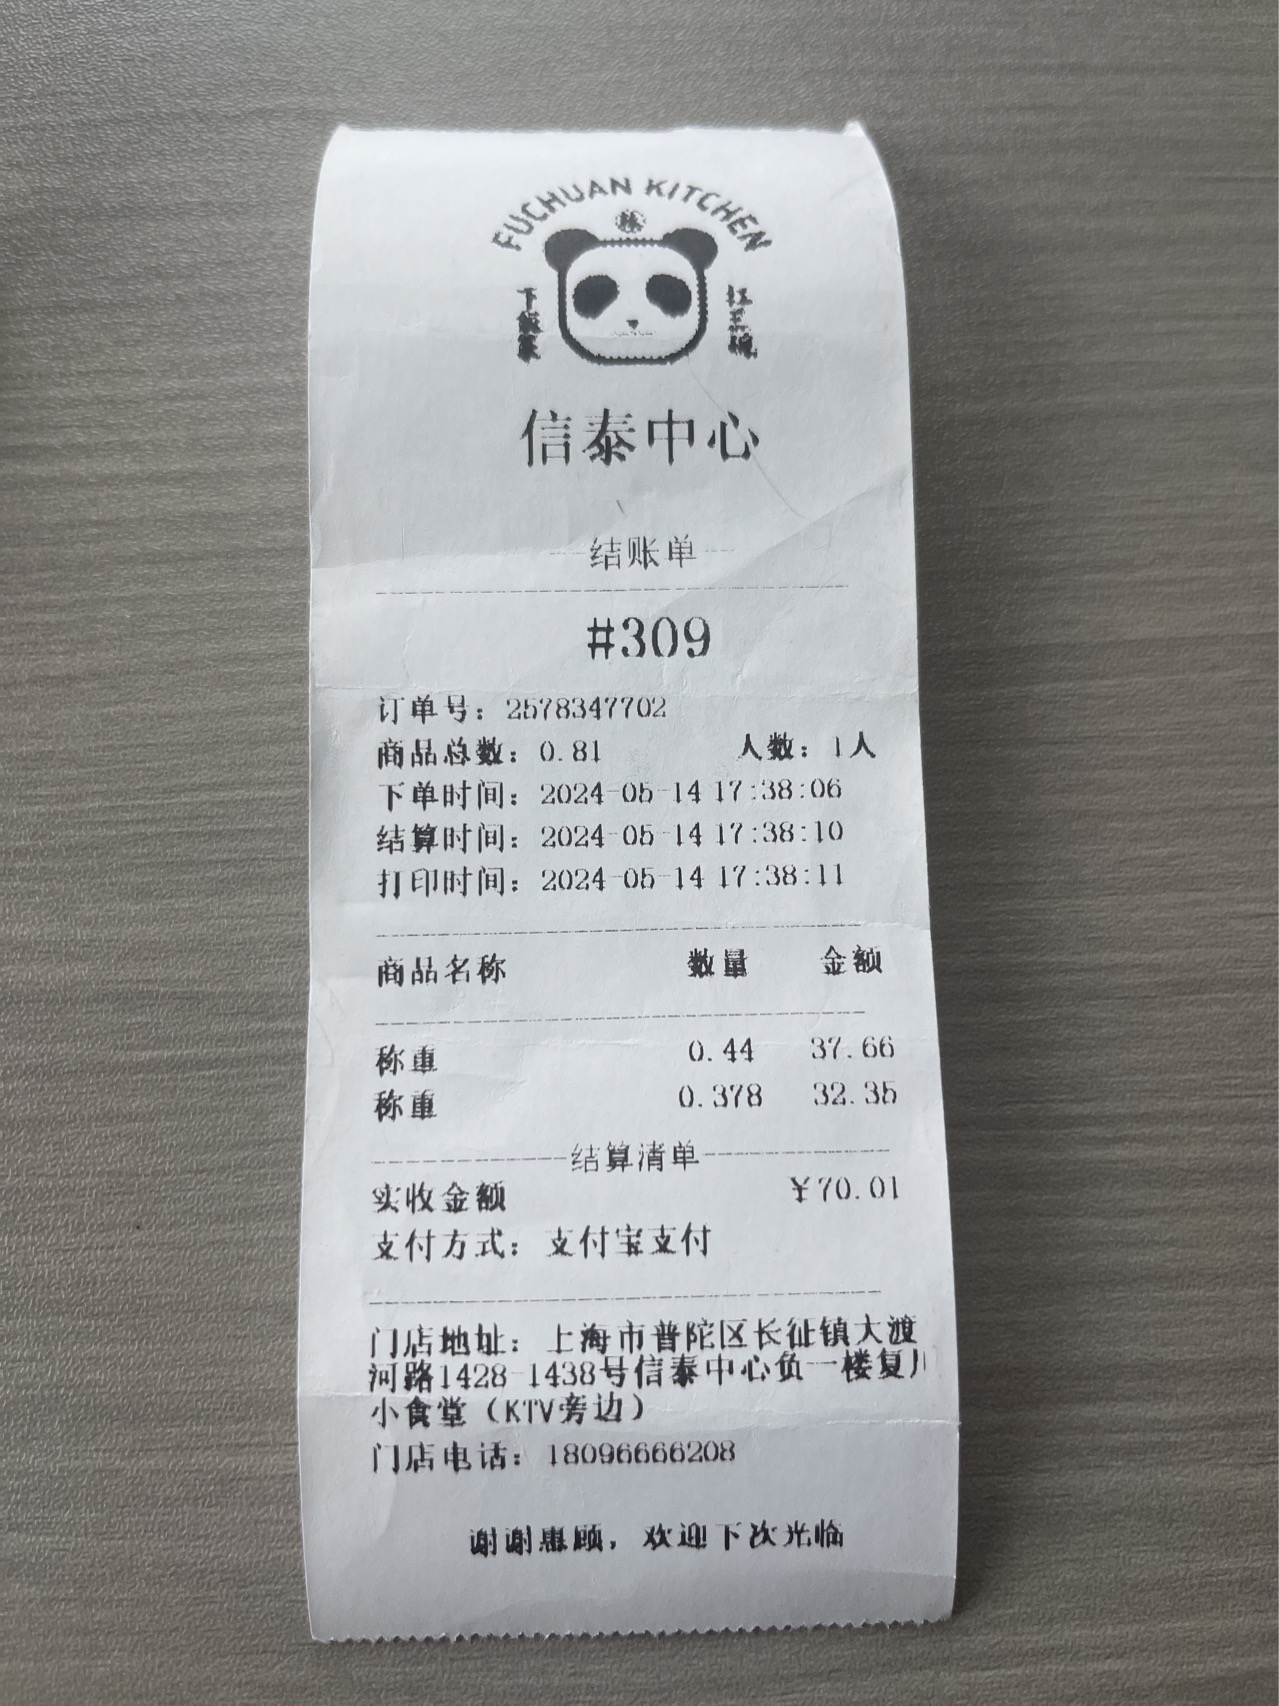 FUCHUAN KITCHEN
下饭菜
扛三碗
信泰中心
结账单
#309
订单号：2578347702
商品总数：0.81 人数：1人
下单时间：2024-05-14 17:38:06
结算时间：2024-05-14 17:38:10
打印时间：2024-05-14 17:38:11
商品名称 数量 金额
称重 0.44 37.66
称重 0.378 32.35
结算清单
实收金额 ¥70.01
支付方式：支付宝支付
门店地址：上海市普陀区长征镇大渡
河路1428-1438号信泰中心负一楼复川
小食堂（KTV旁边）
门店电话：18096666208
谢谢惠顾，欢迎下次光临